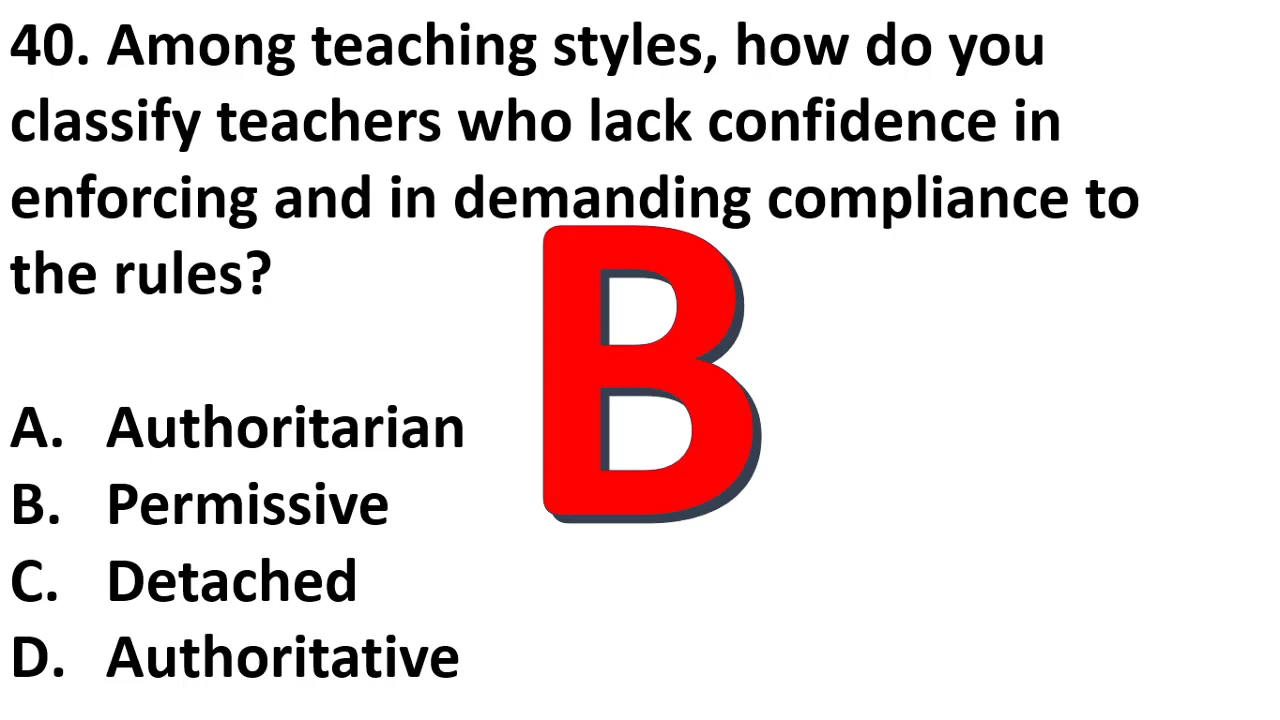 40. Among teaching styles, how do you
classify teachers who lack confidence in
enforcing and in demanding compliance to
the rules?
B
A. Authoritarian
B. Permissive
C. Detached
D. Authoritative